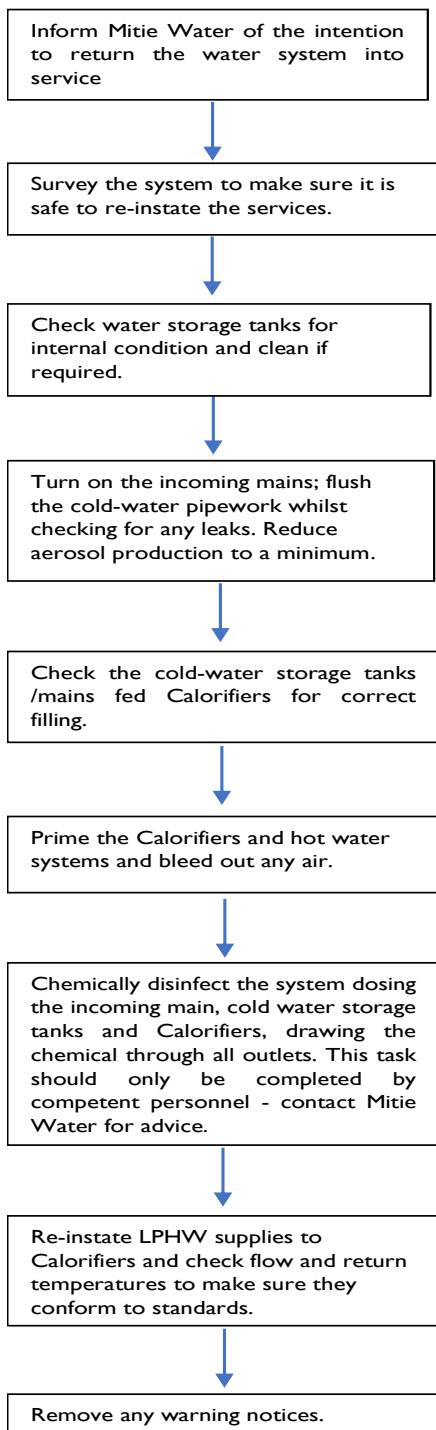 Inform Mitie Water of the intention
to return the water system into
service
Survey the system to make sure it is
safe to re-instate the services.
Check water storage tanks for
internal condition and clean if
required.
Turn on the incoming mains; flush
the cold-water pipework whilst
checking for any leaks. Reduce
aerosol production to a minimum.
Check the cold-water storage tanks
/mains fed Calorifiers for correct
filling.
Prime the Calorifiers and hot water
systems and bleed out any air.
Chemically disinfect the system dosing
the incoming main, cold water storage
tanks and Calorifiers, drawing the
chemical through all outlets. This task
should only be completed by
competent personnel - contact Mitie
Water for advice.
Re-instate LPHW supplies to
Calorifiers and check flow and return
temperatures to make sure they
conform to standards.
Remove any warning notices.